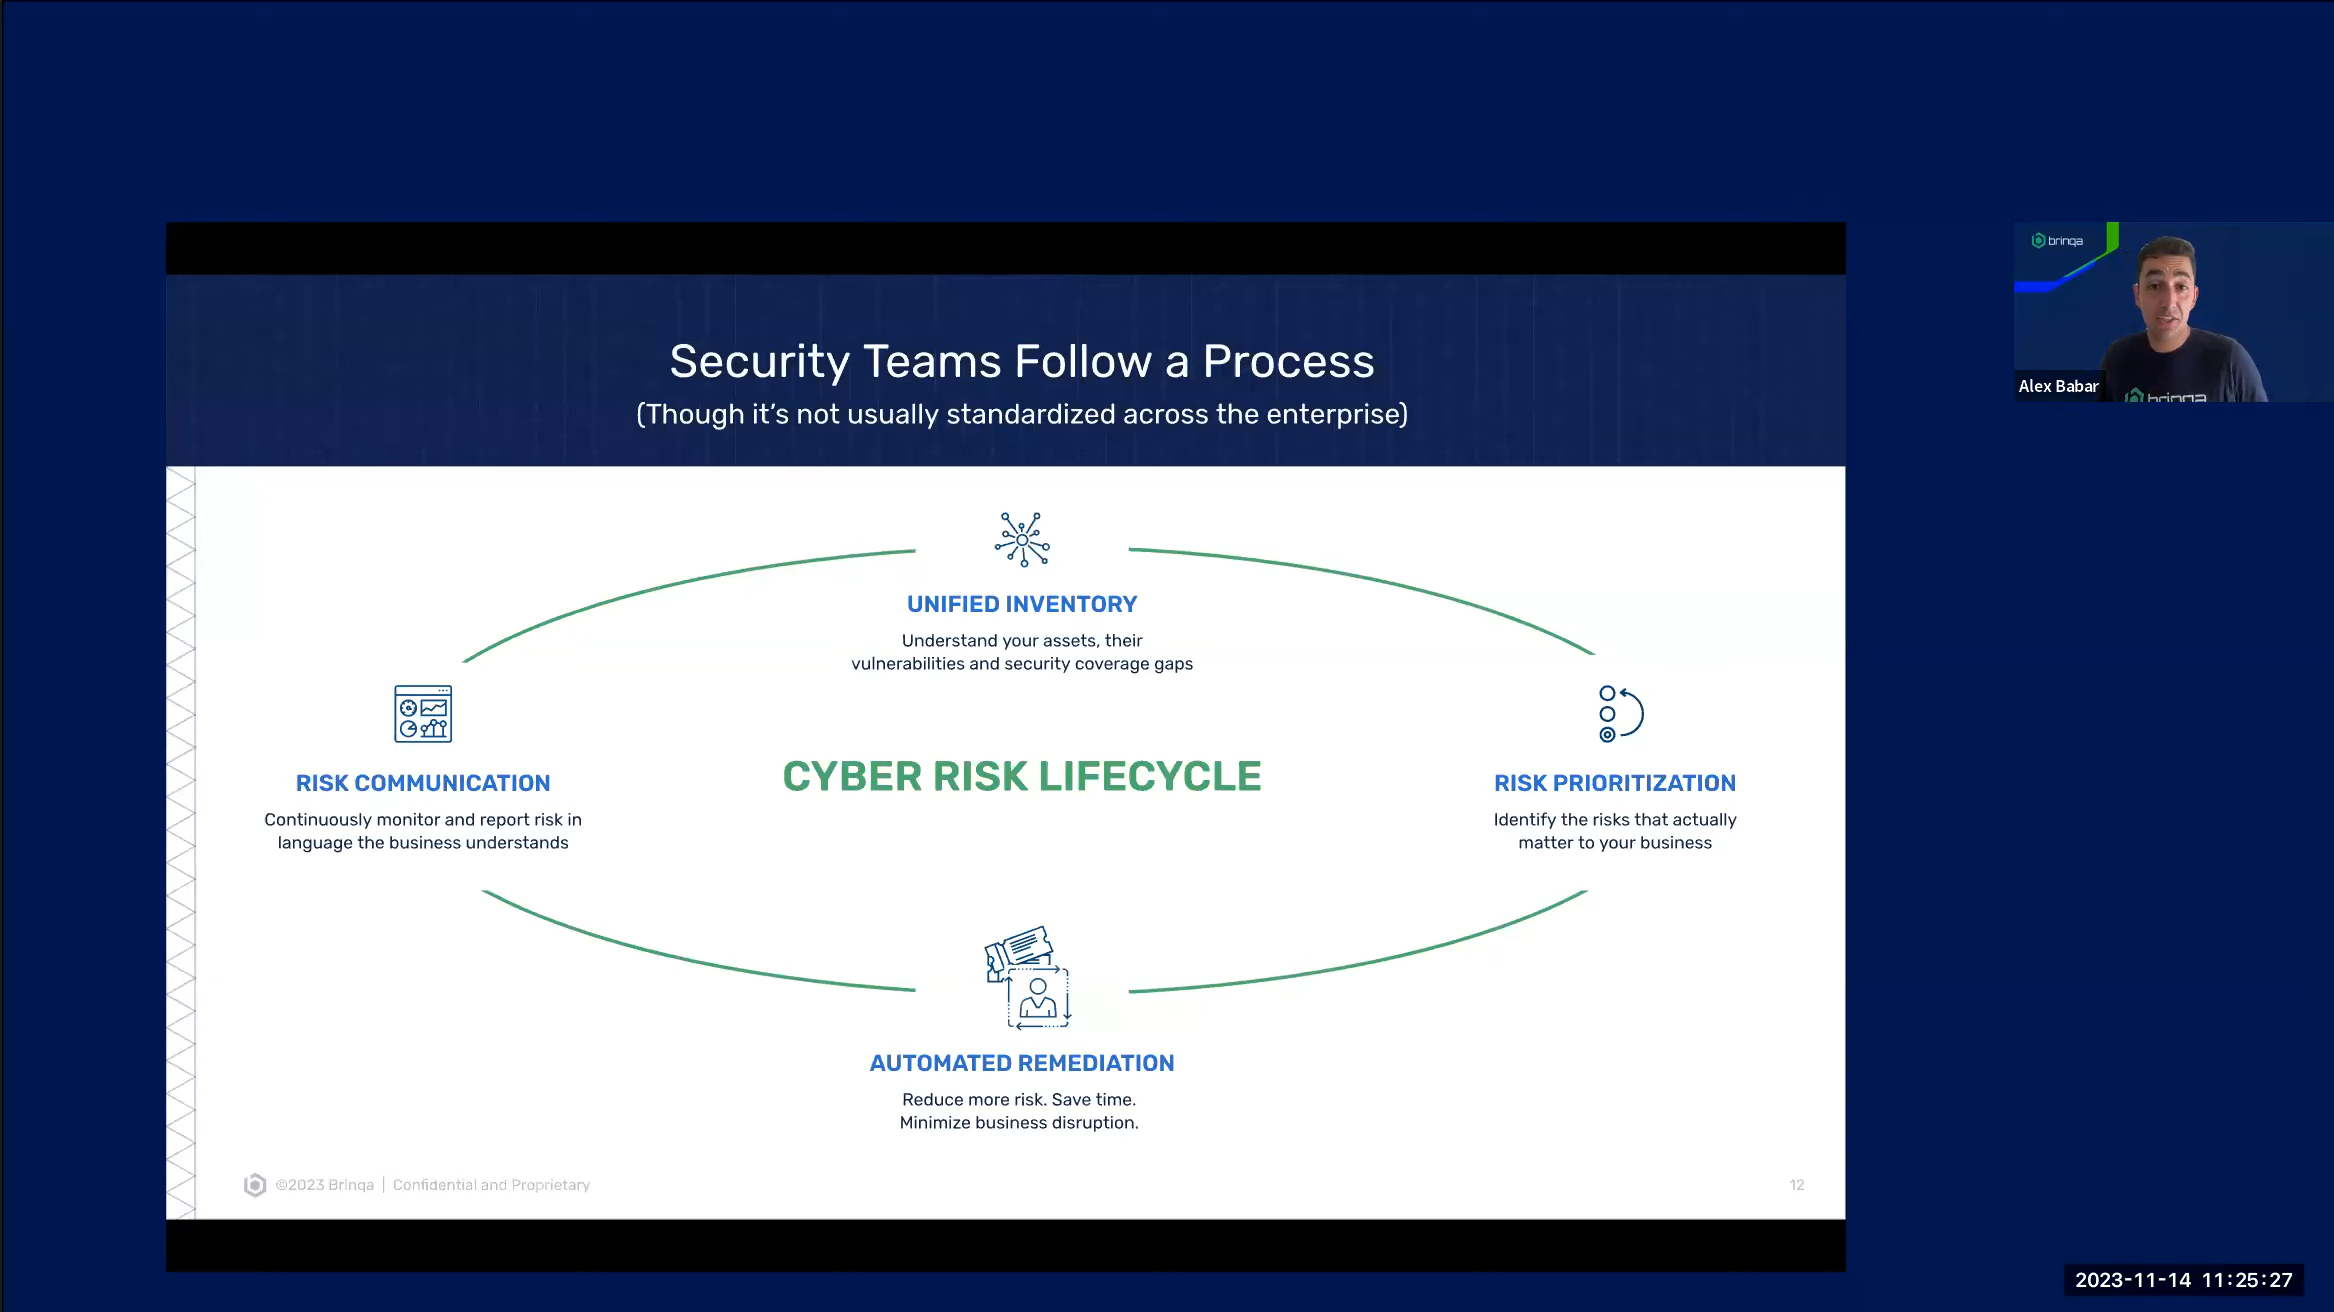 Security Teams Follow a Process
(Though it's not usually standardized across the enterprise)
UNIFIED INVENTORY
Understand your assets, their
vulnerabilities and security coverage gaps
RISK COMMUNICATION
Continuously monitor and report risk in
language the business understands
CYBER RISK LIFECYCLE
RISK PRIORITIZATION
Identify the risks that actually
matter to your business
AUTOMATED REMEDIATION
Reduce more risk. Save time.
Minimize business disruption.
©2023 Brinqa | Confidential and Proprietary
12
brinqa
Alex Babar
brinqa
2023-11-14 11:25:27